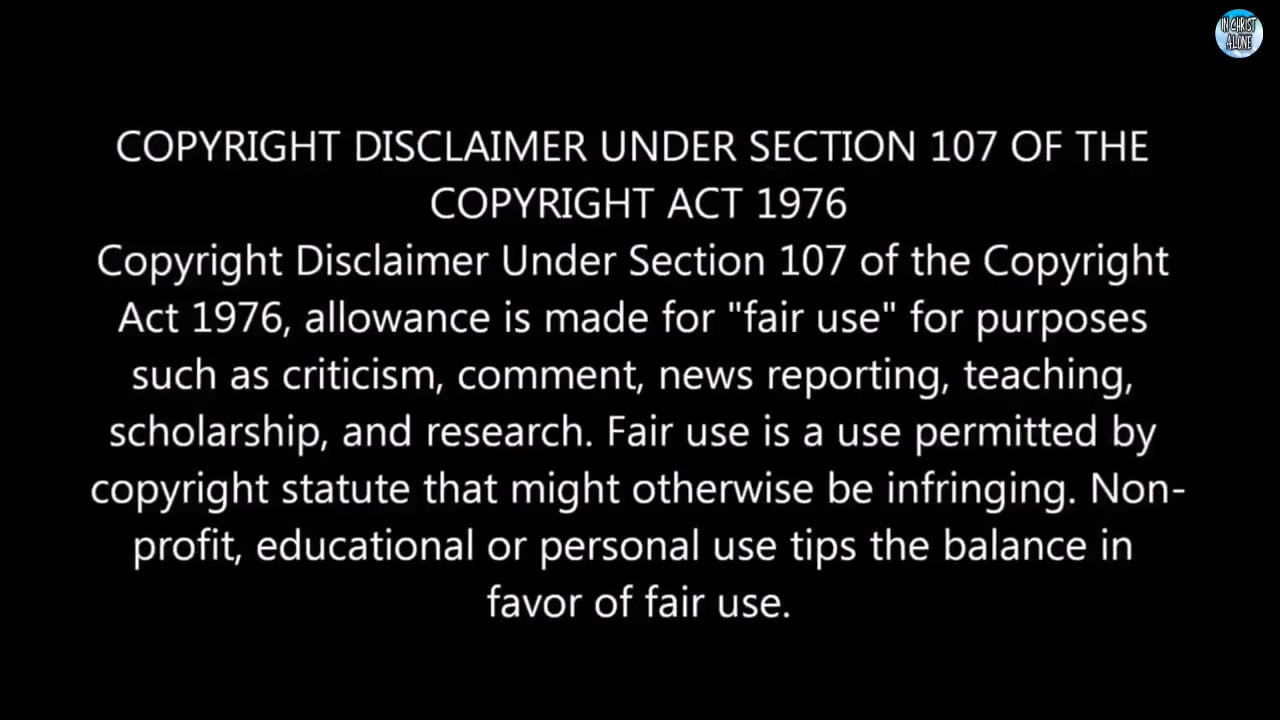 IN CHRIST
ALONE
COPYRIGHT DISCLAIMER UNDER SECTION 107 OF THE
COPYRIGHT ACT 1976
Copyright Disclaimer Under Section 107 of the Copyright
Act 1976, allowance is made for "fair use" for purposes
such as criticism, comment, news reporting, teaching,
scholarship, and research. Fair use is a use permitted by
copyright statute that might otherwise be infringing. Non-
profit, educational or personal use tips the balance in
favor of fair use.